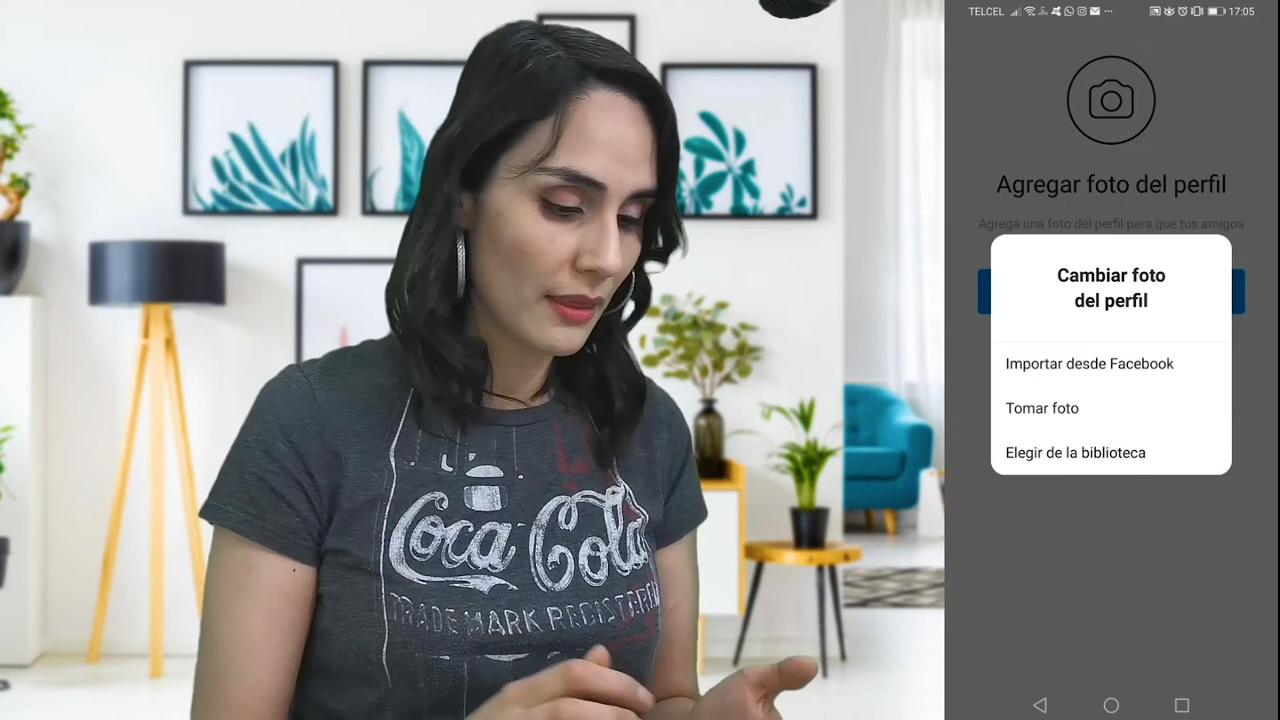 TELCEL
17:05
Agregar foto del perfil
Agrega una foto del perfil para que tus amigos
Cambiar foto
del perfil
Importar desde Facebook
Tomar foto
Elegir de la biblioteca
Coca Cola
TRADE MARK REGISTERED